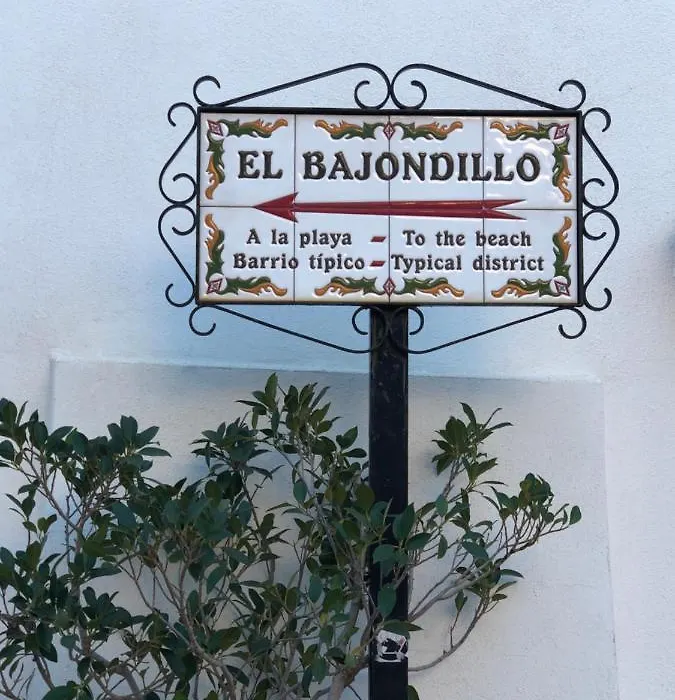 EL BAJONDILLO
A la playa - To the beach
Barrio típico - Typical district